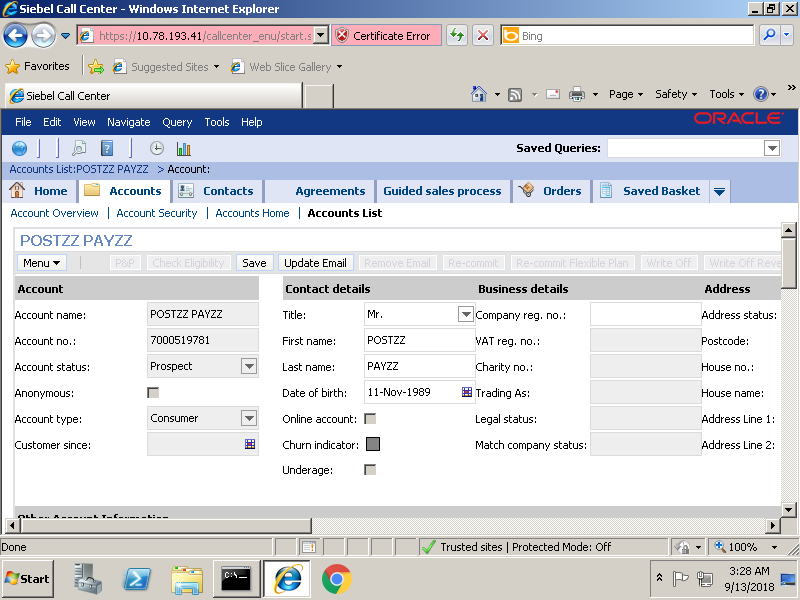 Siebel Call Center - Windows Internet Explorer
https://10.78.193.41/callcenter_enu/start.s
Certificate Error
Bing
Favorites
Suggested Sites
Web Slice Gallery
Siebel Call Center
Page
Safety
Tools
»
File Edit View Navigate Query Tools Help
ORACLE
Saved Queries:
Accounts List:POSTZZ PAYZZ > Account:
Home
Accounts
Contacts
Agreements
Guided sales process
Orders
Saved Basket
Account Overview | Account Security | Accounts Home | Accounts List
POSTZZ PAYZZ
Menu
P&P
Check Eligibility
Save
Update Email
Remove Email
Re-commit
Re-commit Flexible Plan
Write Off
Write Off Reve
Account
Contact details
Business details
Address
Account name: POSTZZ PAYZZ
Title: Mr.
Company reg. no.:
Address status:
Account no.: 7000519781
First name: POSTZZ
VAT reg. no.:
Postcode:
Account status: Prospect
Last name: PAYZZ
Charity no.:
House no.:
Anonymous:
Date of birth: 11-Nov-1989
Trading As:
House name:
Account type: Consumer
Online account:
Legal status:
Address Line 1:
Customer since:
Churn indicator:
Match company status:
Address Line 2:
Underage:
Other Account Information
Done
Trusted sites | Protected Mode: Off
100%
Start
C:\
3:28 AM
9/13/2018